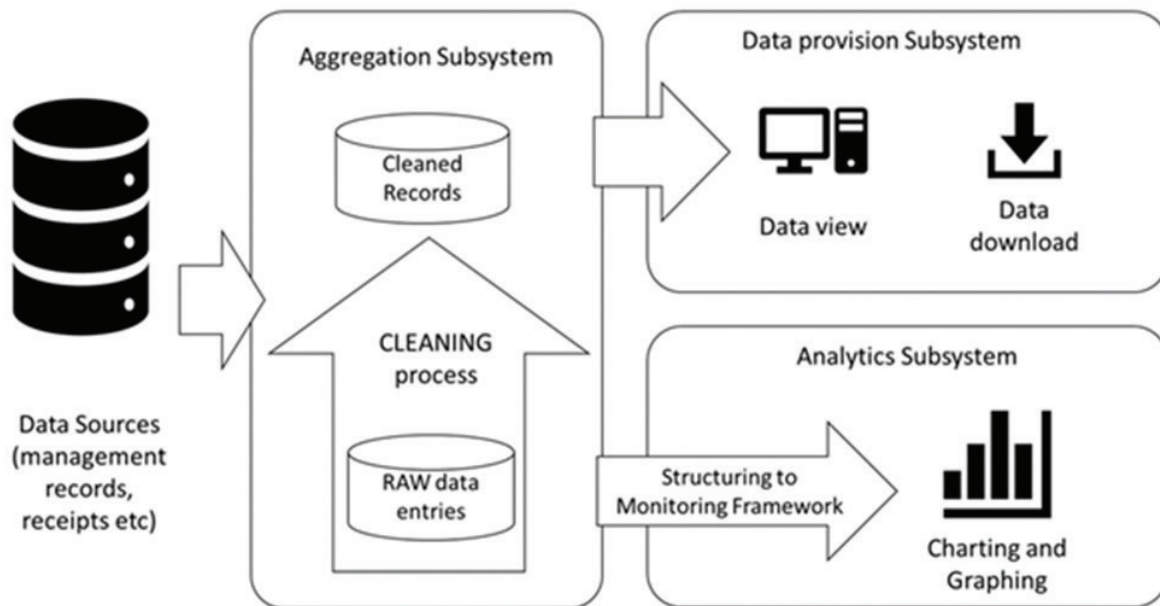 Data Sources
(management
records,
receipts etc)
Aggregation Subsystem
Cleaned
Records
CLEANING
process
RAW data
entries
Data provision Subsystem
Data view
Data
download
Analytics Subsystem
Structuring to
Monitoring Framework
Charting and
Graphing